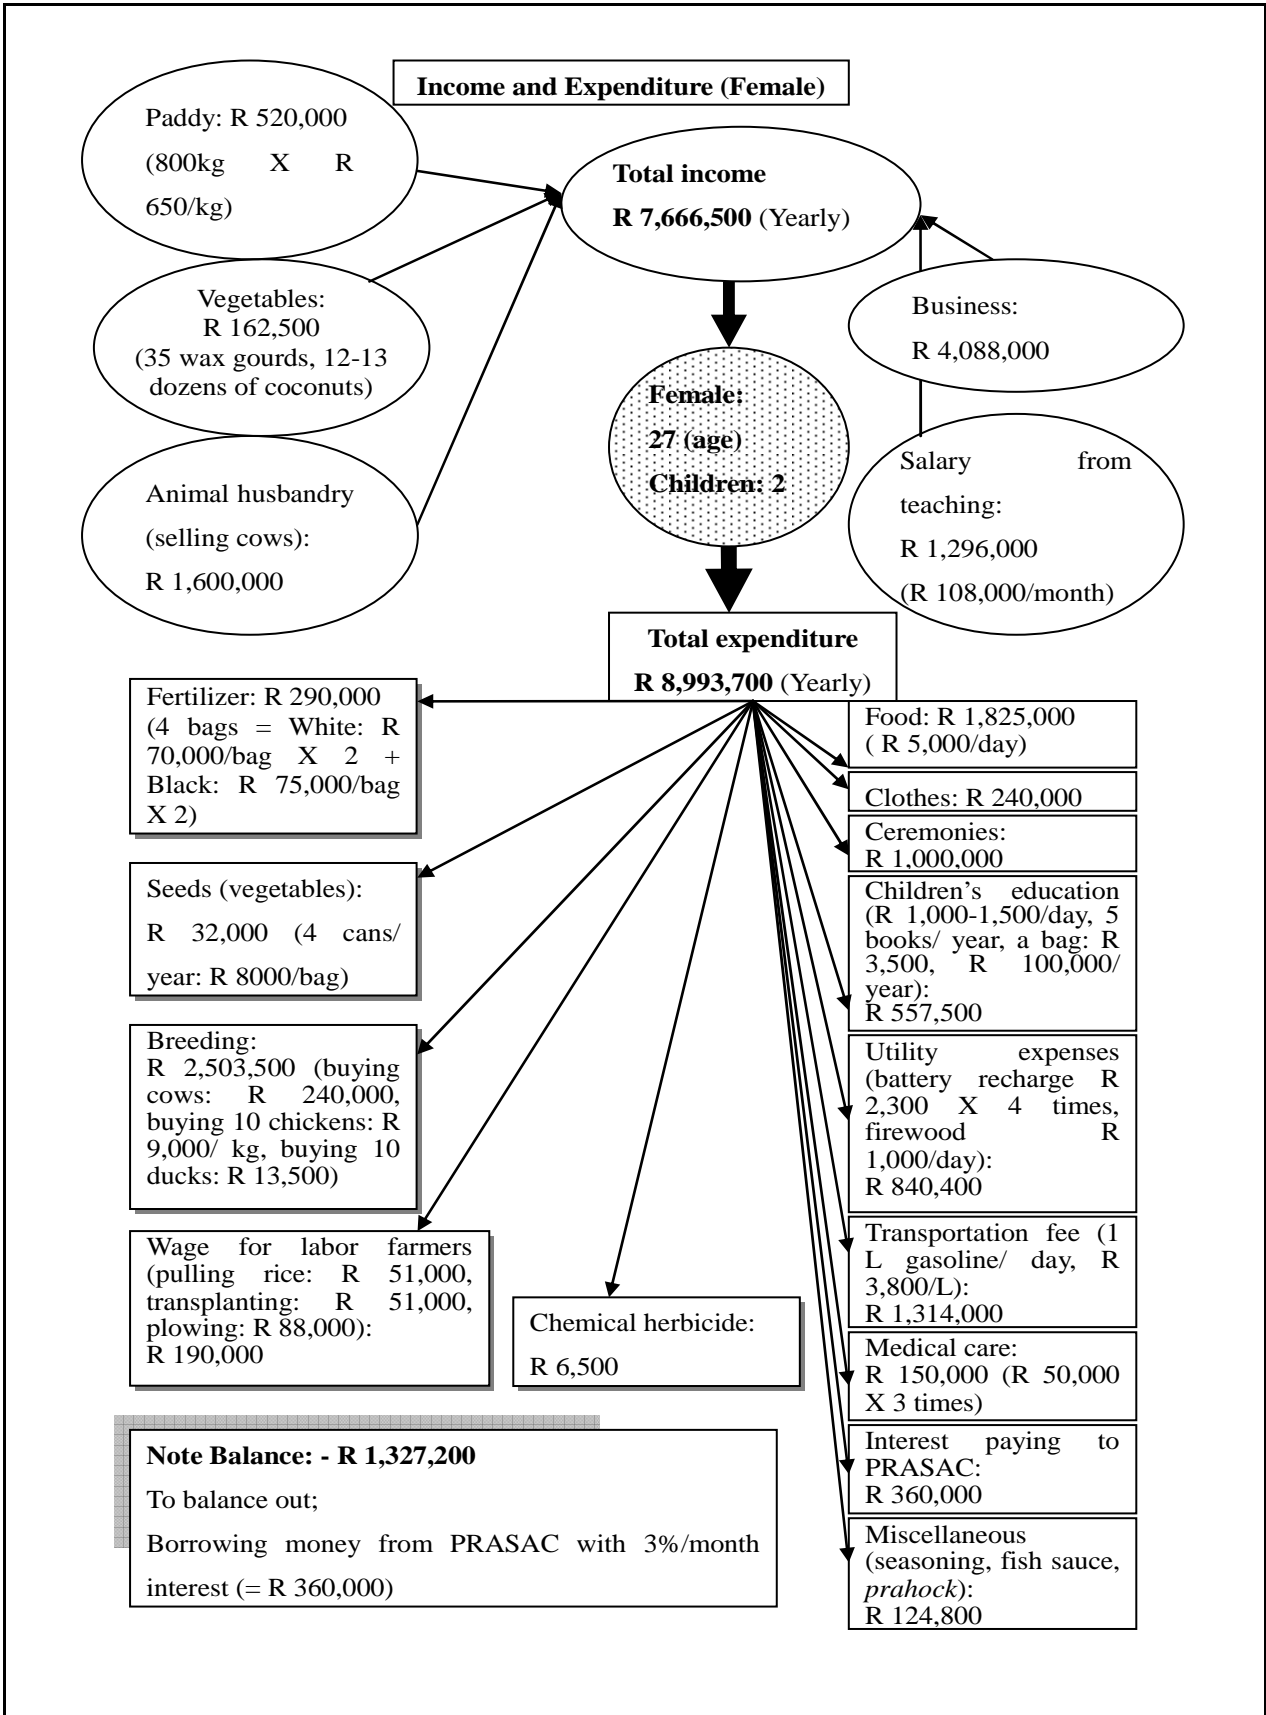 Income and Expenditure (Female)
Paddy: R 520,000
(800kg X R
650/kg)
Total income
R 7,666,500 (Yearly)
Vegetables:
R 162,500
(35 wax gourds, 12-13
dozens of coconuts)
Business:
R 4,088,000
Female:
27 (age)
Children: 2
Animal husbandry
(selling cows):
R 1,600,000
Salary from
teaching:
R 1,296,000
(R 108,000/month)
Total expenditure
R 8,993,700 (Yearly)
Fertilizer: R 290,000
(4 bags = White: R
70,000/bag X 2 +
Black: R 75,000/bag
X 2)
Seeds (vegetables):
R 32,000 (4 cans/
year: R 8000/bag)
Breeding:
R 2,503,500 (buying
cows: R 240,000,
buying 10 chickens: R
9,000/ kg, buying 10
ducks: R 13,500)
Wage for labor farmers
(pulling rice: R 51,000,
transplanting: R 51,000,
plowing: R 88,000):
R 190,000
Chemical herbicide:
R 6,500
Food: R 1,825,000
( R 5,000/day)
Clothes: R 240,000
Ceremonies:
R 1,000,000
Children’s education
(R 1,000-1,500/day, 5
books/ year, a bag: R
3,500, R 100,000/
year):
R 557,500
Utility expenses
(battery recharge R
2,300 X 4 times,
firewood R
1,000/day):
R 840,400
Transportation fee (1
L gasoline/ day, R
3,800/L):
R 1,314,000
Medical care:
R 150,000 (R 50,000
X 3 times)
Interest paying to
PRASAC:
R 360,000
Miscellaneous
(seasoning, fish sauce,
prahock):
R 124,800
Note Balance: - R 1,327,200
To balance out;
Borrowing money from PRASAC with 3%/month
interest (= R 360,000)